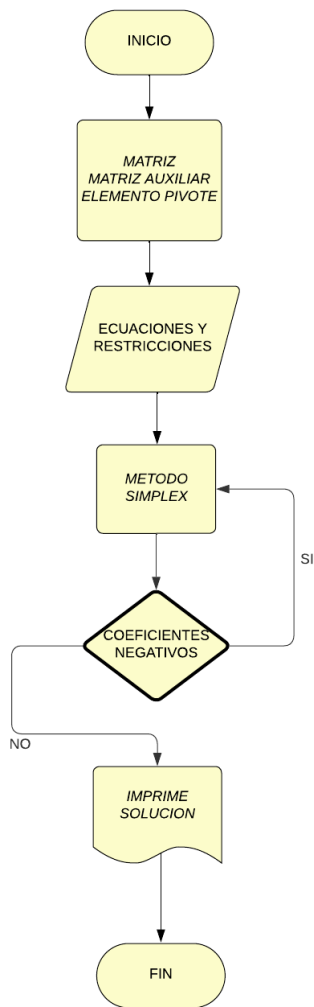 INICIO
MATRIZ
MATRIZ AUXILIAR
ELEMENTO PIVOTE
ECUACIONES Y
RESTRICCIONES
METODO
SIMPLEX
SI
COEFICIENTES
NEGATIVOS
NO
IMPRIME
SOLUCION
FIN